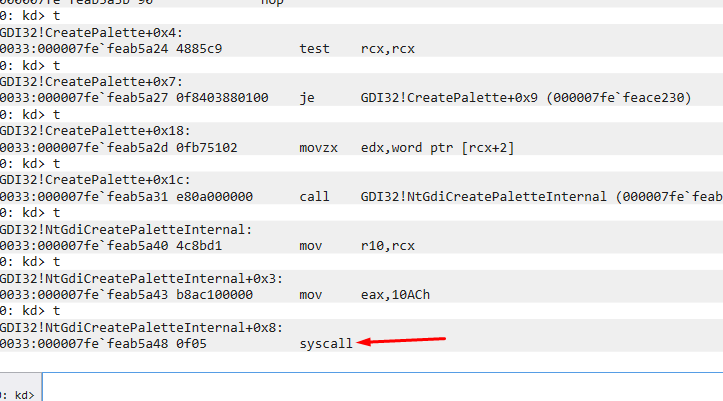 0: kd> t
GDI32!CreatePalette+0x4:
0033:000007fe`feab5a24 4885c9 test rcx,rcx
0: kd> t
GDI32!CreatePalette+0x7:
0033:000007fe`feab5a27 0f8403880100 je GDI32!CreatePalette+0x9 (000007fe`feace230)
0: kd> t
GDI32!CreatePalette+0x18:
0033:000007fe`feab5a2d 0fb75102 movzx edx,word ptr [rcx+2]
0: kd> t
GDI32!CreatePalette+0x1c:
0033:000007fe`feab5a31 e80a000000 call GDI32!NtGdiCreatePaletteInternal (000007fe`feab
0: kd> t
GDI32!NtGdiCreatePaletteInternal:
0033:000007fe`feab5a40 4c8bd1 mov r10,rcx
0: kd> t
GDI32!NtGdiCreatePaletteInternal+0x3:
0033:000007fe`feab5a43 b8ac100000 mov eax,10ACh
0: kd> t
GDI32!NtGdiCreatePaletteInternal+0x8:
0033:000007fe`feab5a48 0f05 syscall
0: kd>